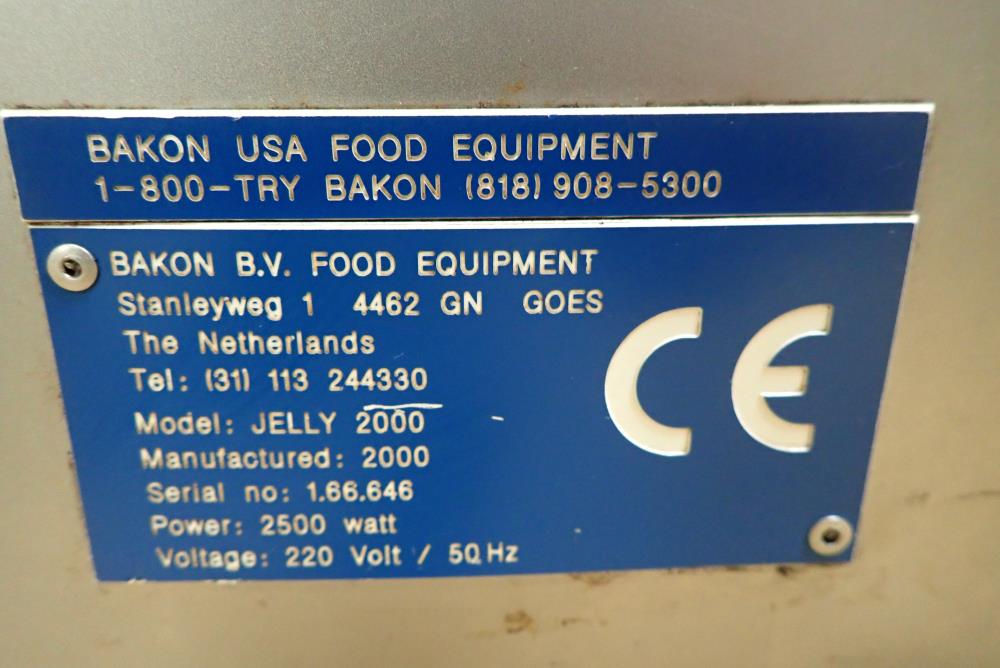 BAKON USA FOOD EQUIPMENT
1-800-TRY BAKON (818) 908-5300
BAKON B.V. FOOD EQUIPMENT
Stanleyweg 1 4462 GN GOES
The Netherlands
Tel: (31) 113 244330
Model: JELLY 2000
Manufactured: 2000
Serial no: 1.66.646
Power: 2500 watt
Voltage: 220 Volt / 50 Hz
CE